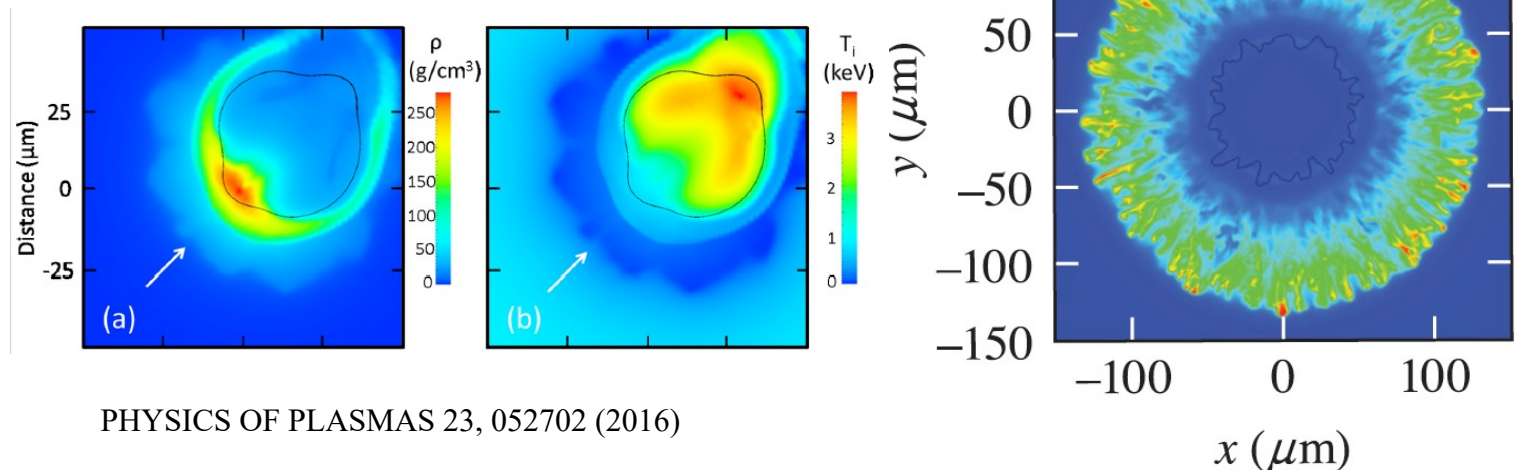 ρ
(g/cm³)
250
200
150
100
50
0
Distance (μm)
25
0
-25
(a)
Tᵢ
(keV)
3
2
1
0
(b)
PHYSICS OF PLASMAS 23, 052702 (2016)
y (μm)
50
0
–50
–100
–150
–100 0 100
x (μm)